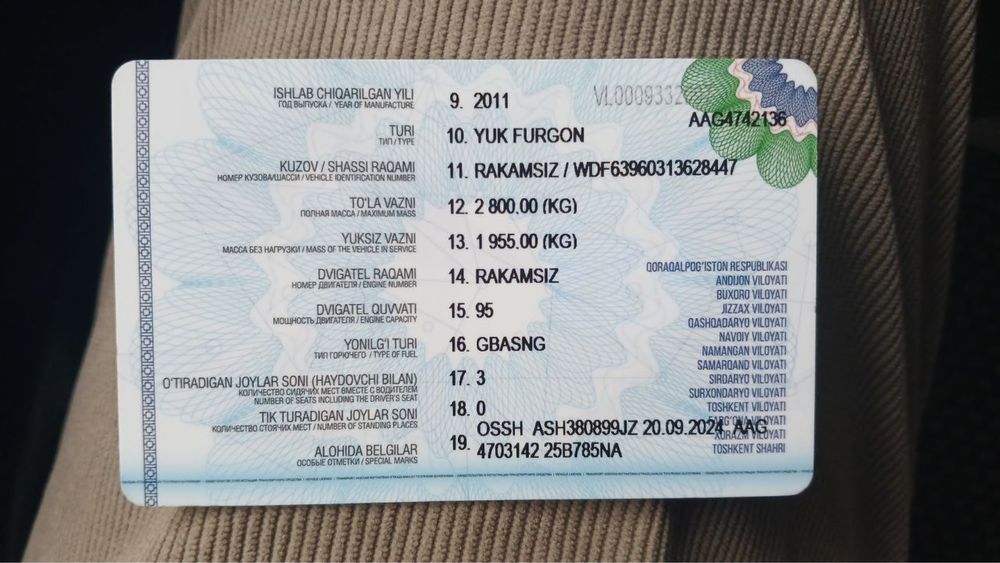 ISHLAB CHIQARILGAN YILI 9. 2011
ГОД ВЫПУСКА / YEAR OF MANUFACTURE
AAG4742136
TURI 10. YUK FURGON
ТИП / TYPE
KUZOV / SHASSI RAQAMI 11. RAKAMSIZ / WDF63960313628447
НОМЕР КУЗОВА/ШАССИ / VEHICLE IDENTIFICATION NUMBER
TO'LA VAZNI 12. 2 800.00 (KG)
ПОЛНАЯ МАССА / MAXIMUM MASS
YUKSIZ VAZNI 13. 1 955.00 (KG)
МАССА БЕЗ НАГРУЗКИ / MASS OF THE VEHICLE IN SERVICE
DVIGATEL RAQAMI 14. RAKAMSIZ
НОМЕР ДВИГАТЕЛЯ / ENGINE NUMBER
DVIGATEL QUVVATI 15. 95
МОЩНОСТЬ ДВИГАТЕЛЯ / ENGINE CAPACITY
YONILG'I TURI 16. GBASNG
ТИП ГОРЮЧЕГО / TYPE OF FUEL
O'TIRADIGAN JOYLAR SONI (HAYDOVCHI BILAN) 17. 3
КОЛИЧЕСТВО СИДЯЧИХ МЕСТ ВМЕСТЕ С ВОДИТЕЛЕМ
NUMBER OF SEATS INCLUDING THE DRIVER'S SEAT
TIK TURADIGAN JOYLAR SONI 18. 0
КОЛИЧЕСТВО СТОЯЧИХ МЕСТ / NUMBER OF STANDING PLACES
ALOHIDA BELGILAR 19. OSSH ASH380899JZ 20.09.2024 AAG
ОСОБЫЕ ОТМЕТКИ / SPECIAL MARKS
4703142 25B785NA
QORAQALPOG'ISTON RESPUBLIKASI
ANDIJON VILOYATI
BUXORO VILOYATI
JIZZAX VILOYATI
QASHQADARYO VILOYATI
NAVOIY VILOYATI
NAMANGAN VILOYATI
SAMARQAND VILOYATI
SIRDARYO VILOYATI
SURXONDARYO VILOYATI
TOSHKENT VILOYATI
FARG'ONA VILOYATI
XORAZM VILOYATI
TOSHKENT SHAHRI